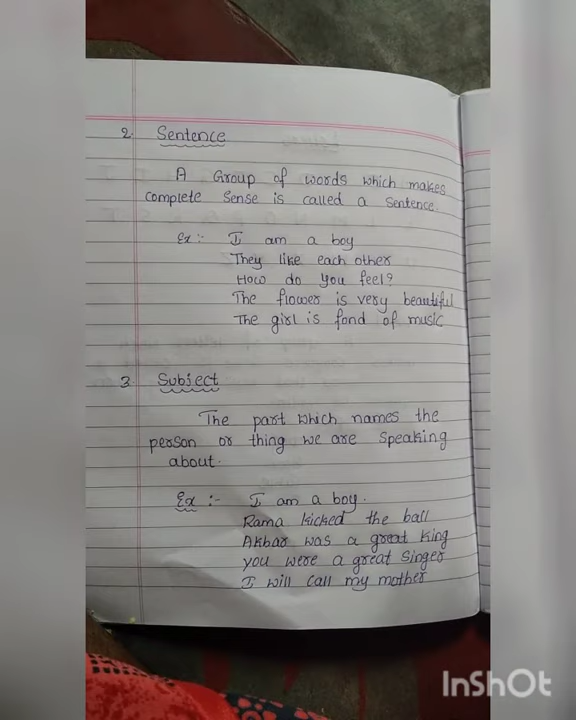 2. Sentence
A Group of words which makes
complete Sense is called a Sentence.
Ex :- I am a boy
They like each other
How do you feel?
The flower is very beautiful
The girl is fond of music
3 Subject
The part which names the
person or thing we are Speaking
about.
Ex :- I am a boy.
Rama kicked the ball
Akbar was a great king
you were a great Singer
I will call my mother
InShOt